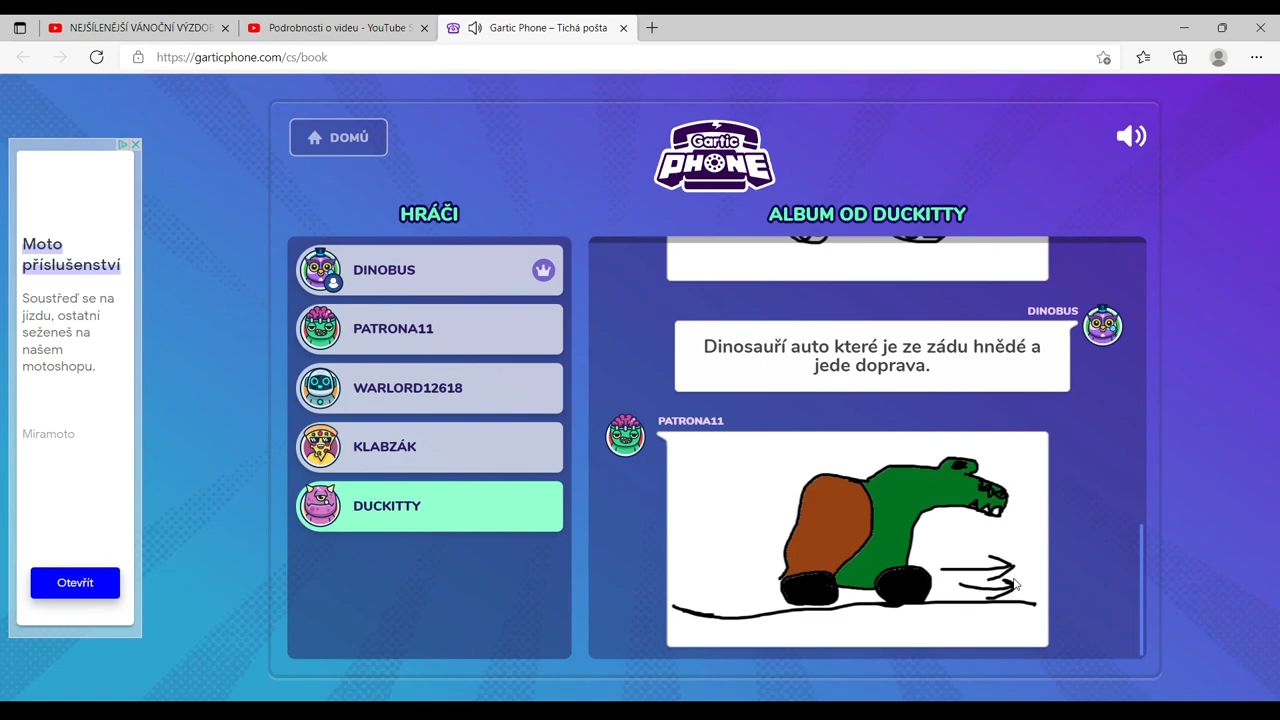 NEJŠÍLENĚJŠÍ VÁNOČNÍ VÝZDOB
Podrobnosti o videu - YouTube S
Gartic Phone – Tichá pošta
https://garticphone.com/cs/book
DOMŮ
Gartic
PHONE
HRÁČI
ALBUM OD DUCKITTY
DINOBUS
PATRONA11
WARLORD12618
KLABZÁK
DUCKITTY
DINOBUS
Dinosauří auto které je ze zádu hnědé a
jede doprava.
PATRONA11
Moto
příslušenství
Soustřeď se na
jízdu, ostatní
seženeš na
našem
motoshopu.
Miramoto
Otevřít